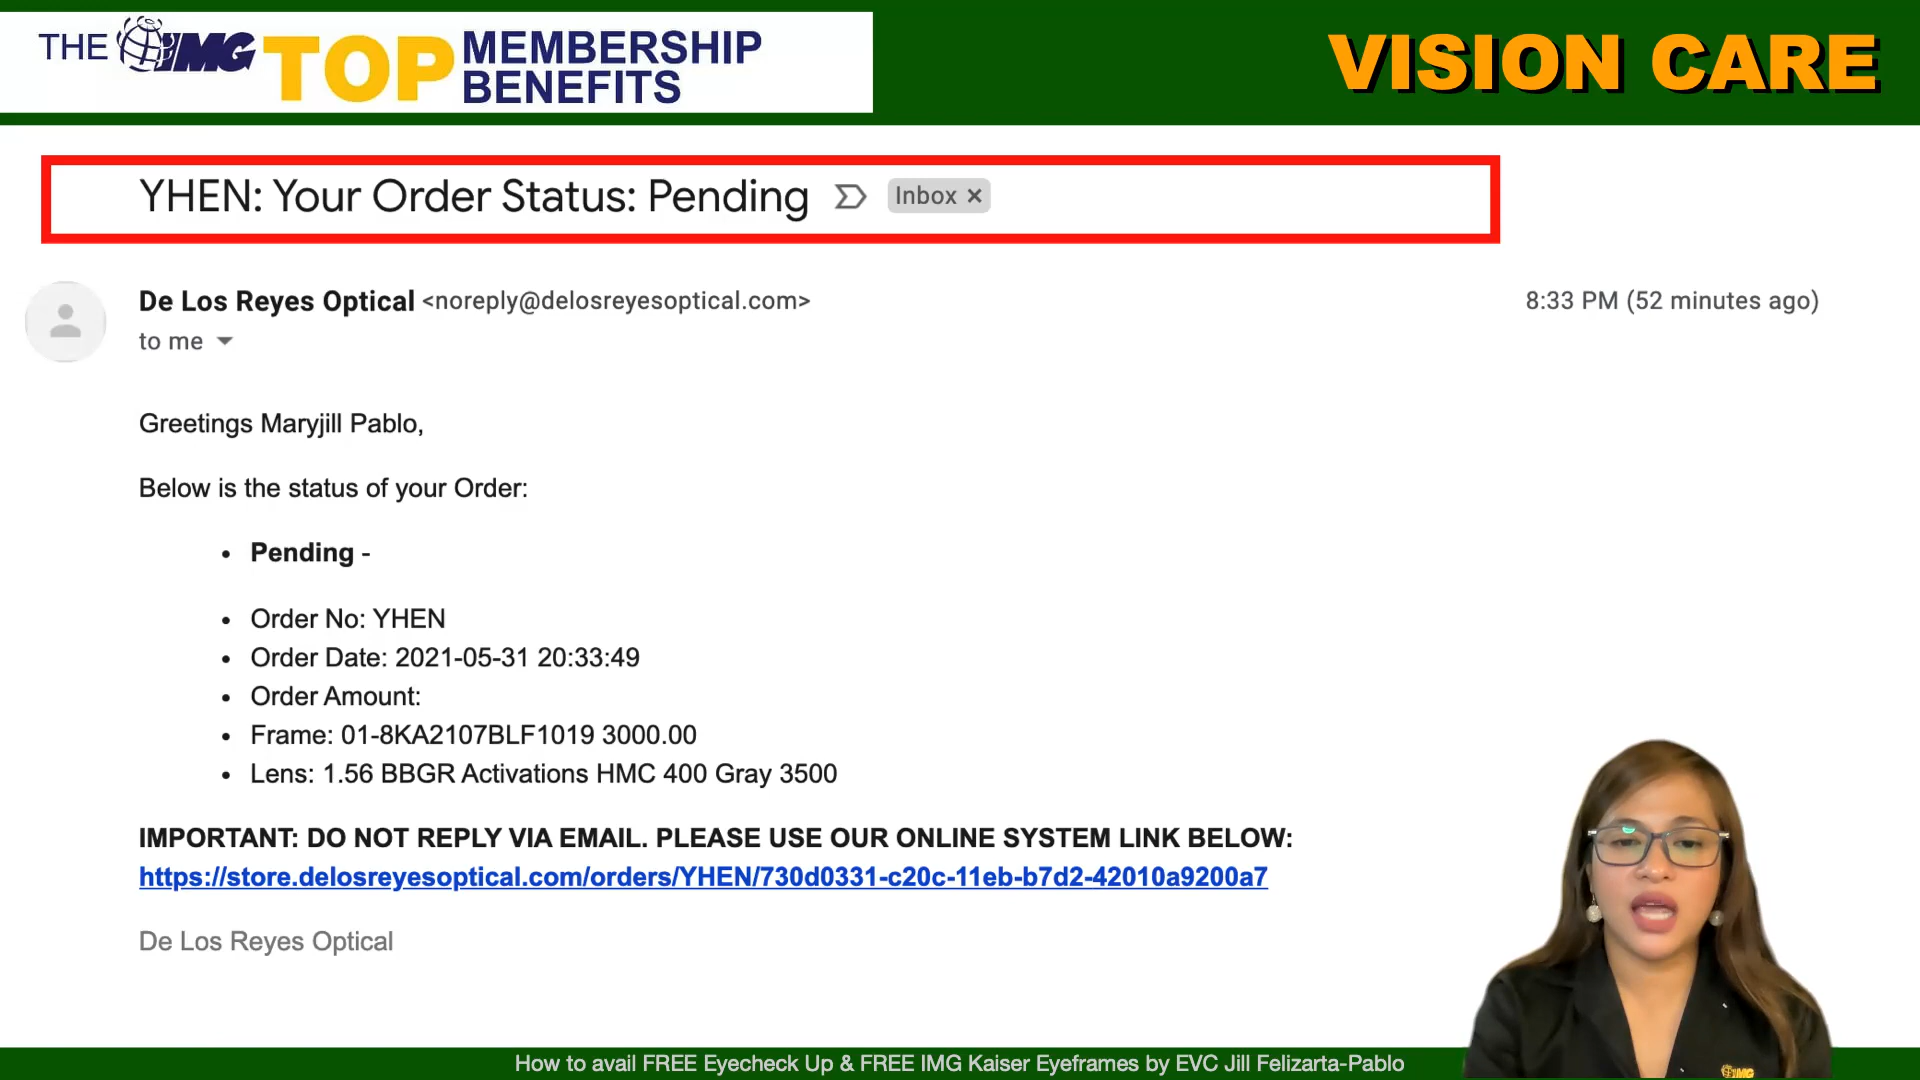 THE IMG TOP MEMBERSHIP BENEFITS
VISION CARE
YHEN: Your Order Status: Pending Inbox ×
De Los Reyes Optical <noreply@delosreyesoptical.com> 8:33 PM (52 minutes ago)
to me
Greetings Maryjill Pablo,
Below is the status of your Order:
• Pending -
• Order No: YHEN
• Order Date: 2021-05-31 20:33:49
• Order Amount:
• Frame: 01-8KA2107BLF1019 3000.00
• Lens: 1.56 BBGR Activations HMC 400 Gray 3500
IMPORTANT: DO NOT REPLY VIA EMAIL. PLEASE USE OUR ONLINE SYSTEM LINK BELOW:
https://store.delosreyesoptical.com/orders/YHEN/730d0331-c20c-11eb-b7d2-42010a9200a7
De Los Reyes Optical
IMG
How to avail FREE Eyecheck Up & FREE IMG Kaiser Eyeframes by EVC Jill Felizarta-Pablo